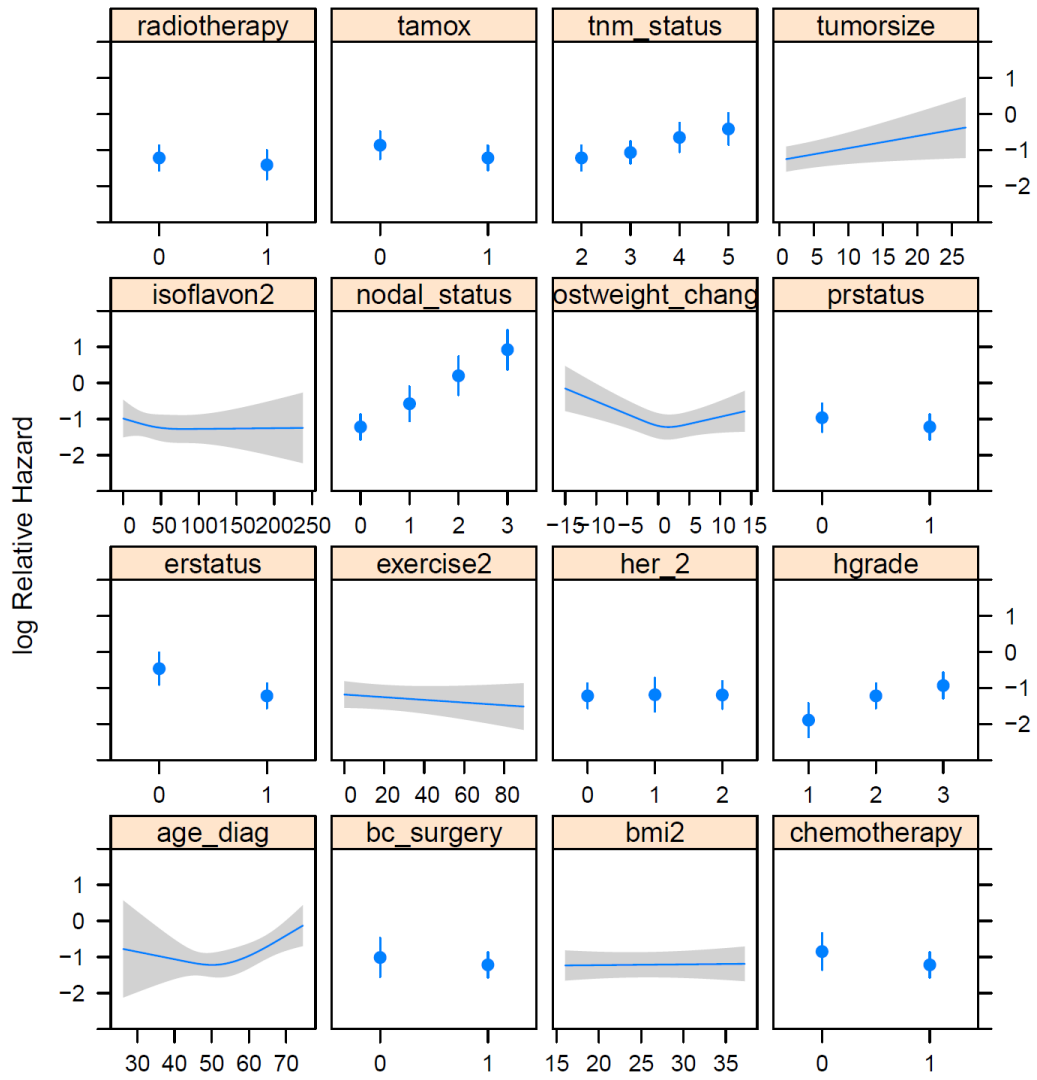 radiotherapy tamox tnm_status tumorsize
1
0
−1
−2
0 1 0 1 2 3 4 5 0 5 10 15 20 25
isoflavon2 nodal_status ostweight_chang prstatus
1
0
−1
−2
0 50 100 150 200 250 0 1 2 3 −15 −10 −5 0 5 10 15 0 1
log Relative Hazard
erstatus exercise2 her_2 hgrade
1
0
−1
−2
0 1 0 20 40 60 80 0 1 2 1 2 3
age_diag bc_surgery bmi2 chemotherapy
1
0
−1
−2
30 40 50 60 70 0 1 15 20 25 30 35 0 1